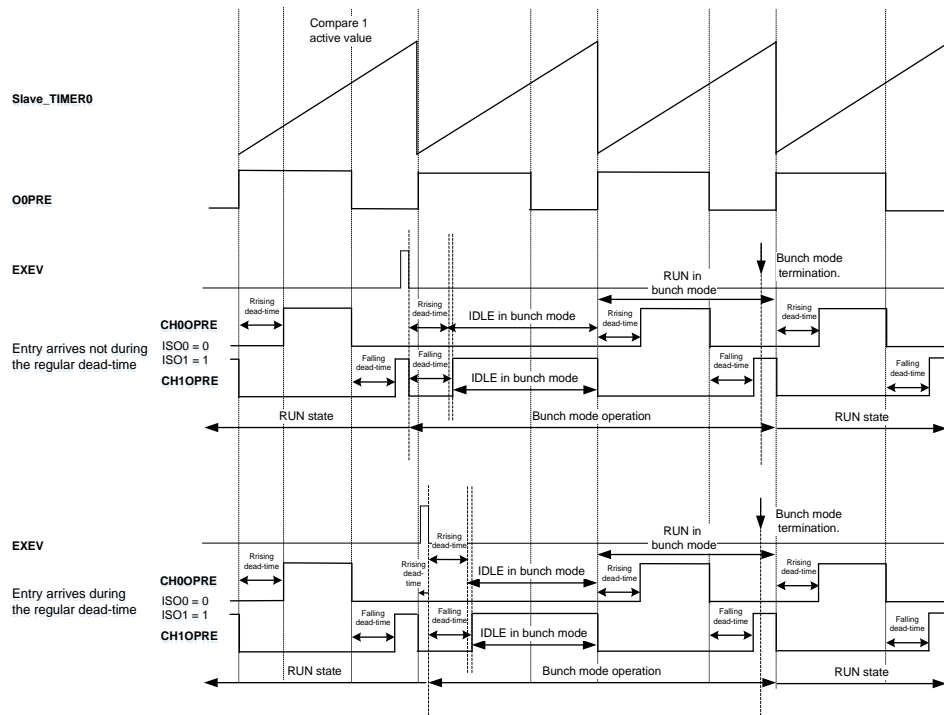 Compare 1
active value
Slave_TIMER0
O0PRE
EXEV
Bunch mode
termination.
RUN in
bunch mode
Rrising
dead-time
Rrising
dead-time
IDLE in bunch mode
Rrising
dead-time
Rrising
dead-time
CH0OPRE
ISO0 = 0
Entry arrives not during
the regular dead-time
ISO1 = 1
CH1OPRE
Falling
dead-time
Falling
dead-time
IDLE in bunch mode
Falling
dead-time
Falling
dead-time
RUN state
Bunch mode operation
RUN state
EXEV
Bunch mode
termination.
RUN in
bunch mode
Rrising
dead-time
Rrising
dead-
time
Rrising
dead-time
IDLE in bunch mode
Rrising
dead-time
Rrising
dead-time
CH0OPRE
ISO0 = 0
Entry arrives during
the regular dead-time
ISO1 = 1
CH1OPRE
Falling
dead-time
Falling
dead-time
IDLE in bunch mode
Falling
dead-time
Falling
dead-time
RUN state
Bunch mode operation
RUN state